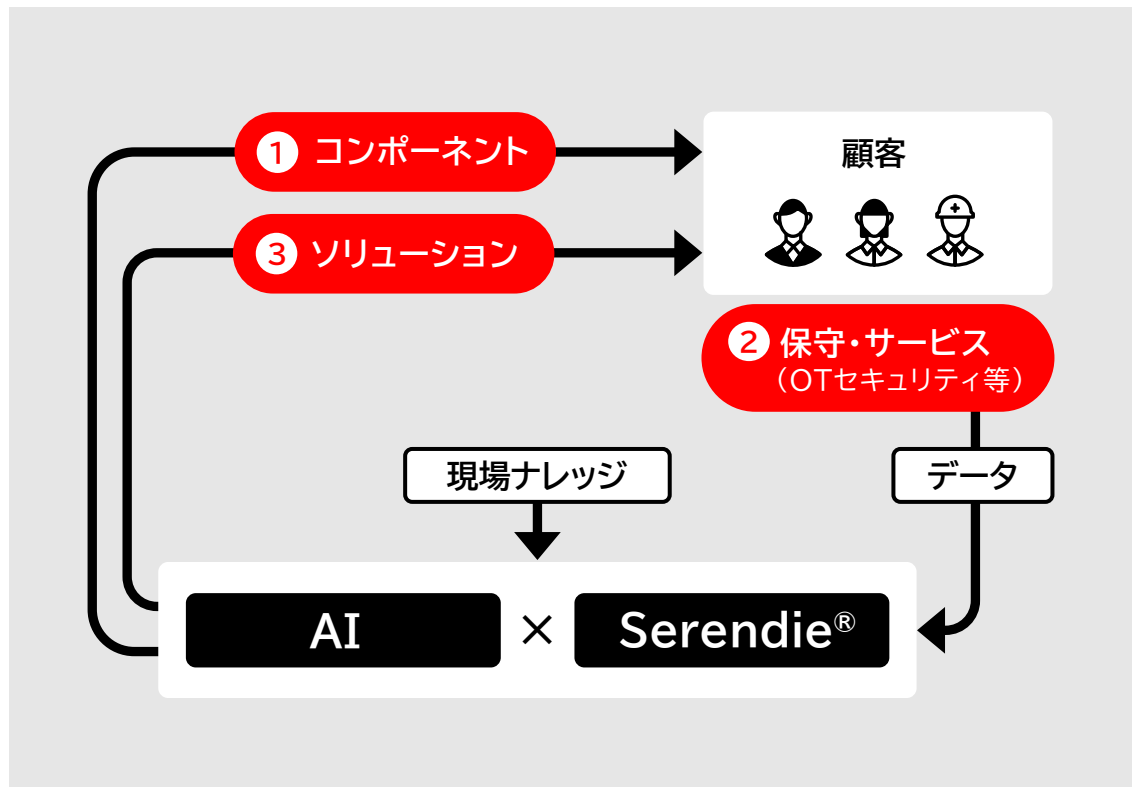 1 コンポーネント
顧客
3 ソリューション
2 保守・サービス
（OTセキュリティ等）
現場ナレッジ
データ
AI × Serendie®